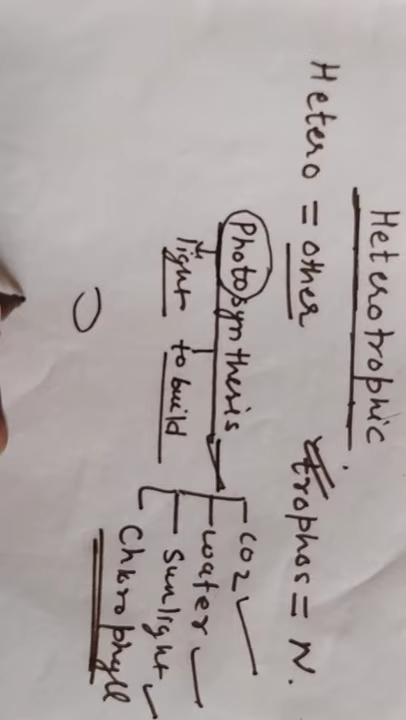 Heterotrophic
Hetero = other trophos = N.
Photosynthesis
light to build
CO2
water
Sunlight
Chlorophyll